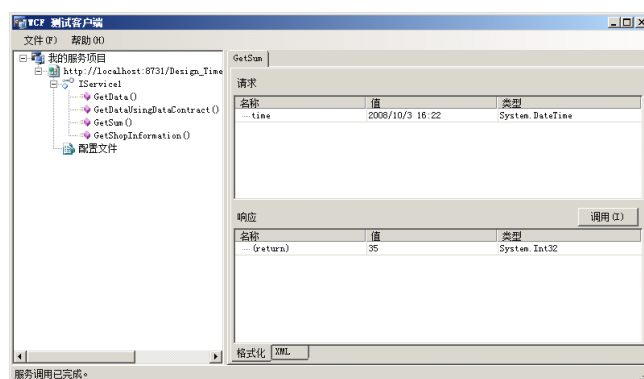 WCF 测试客户端
文件(F) 帮助(H)
我的服务项目
http://localhost:8731/Design_Time
IService1
GetData()
GetDataUsingDataContract()
GetSum()
GetShopInformation()
配置文件
GetSum
请求
名称 值 类型
time 2008/10/3 16:22 System.DateTime
响应 调用(I)
名称 值 类型
(return) 35 System.Int32
格式化 XML
服务调用已完成。